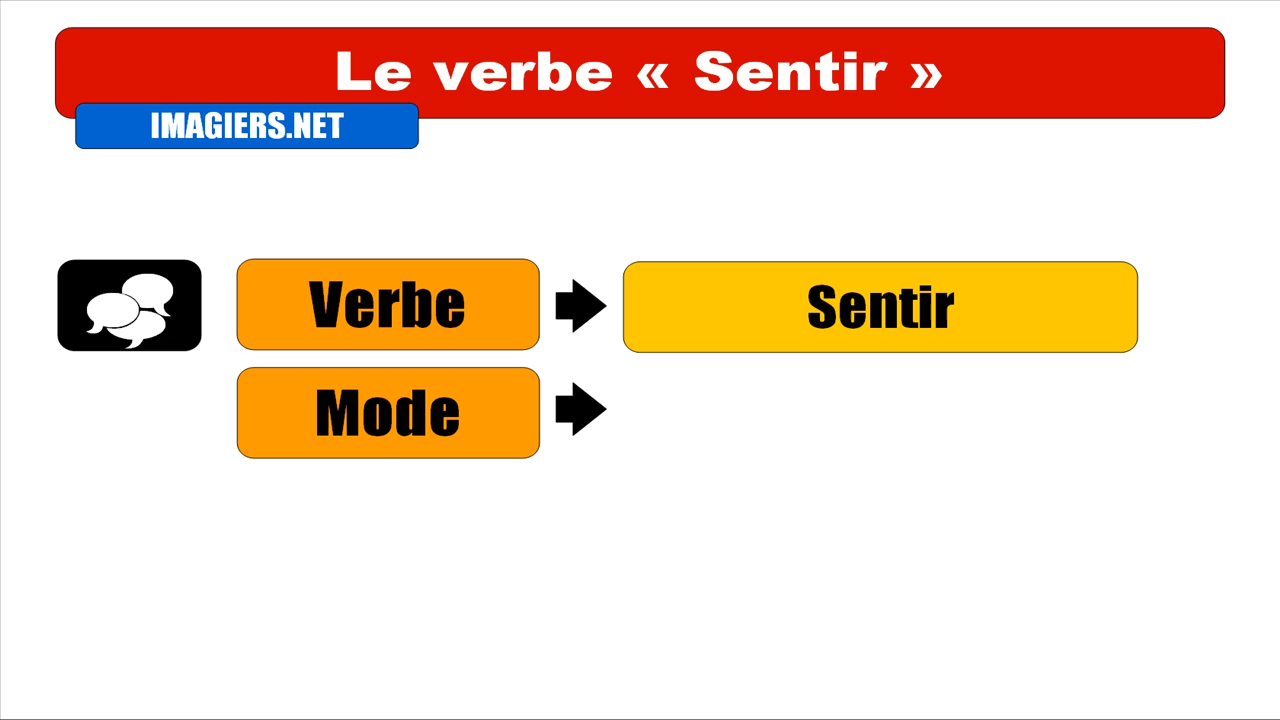 Le verbe « Sentir »
IMAGIERS.NET
Verbe
Sentir
Mode